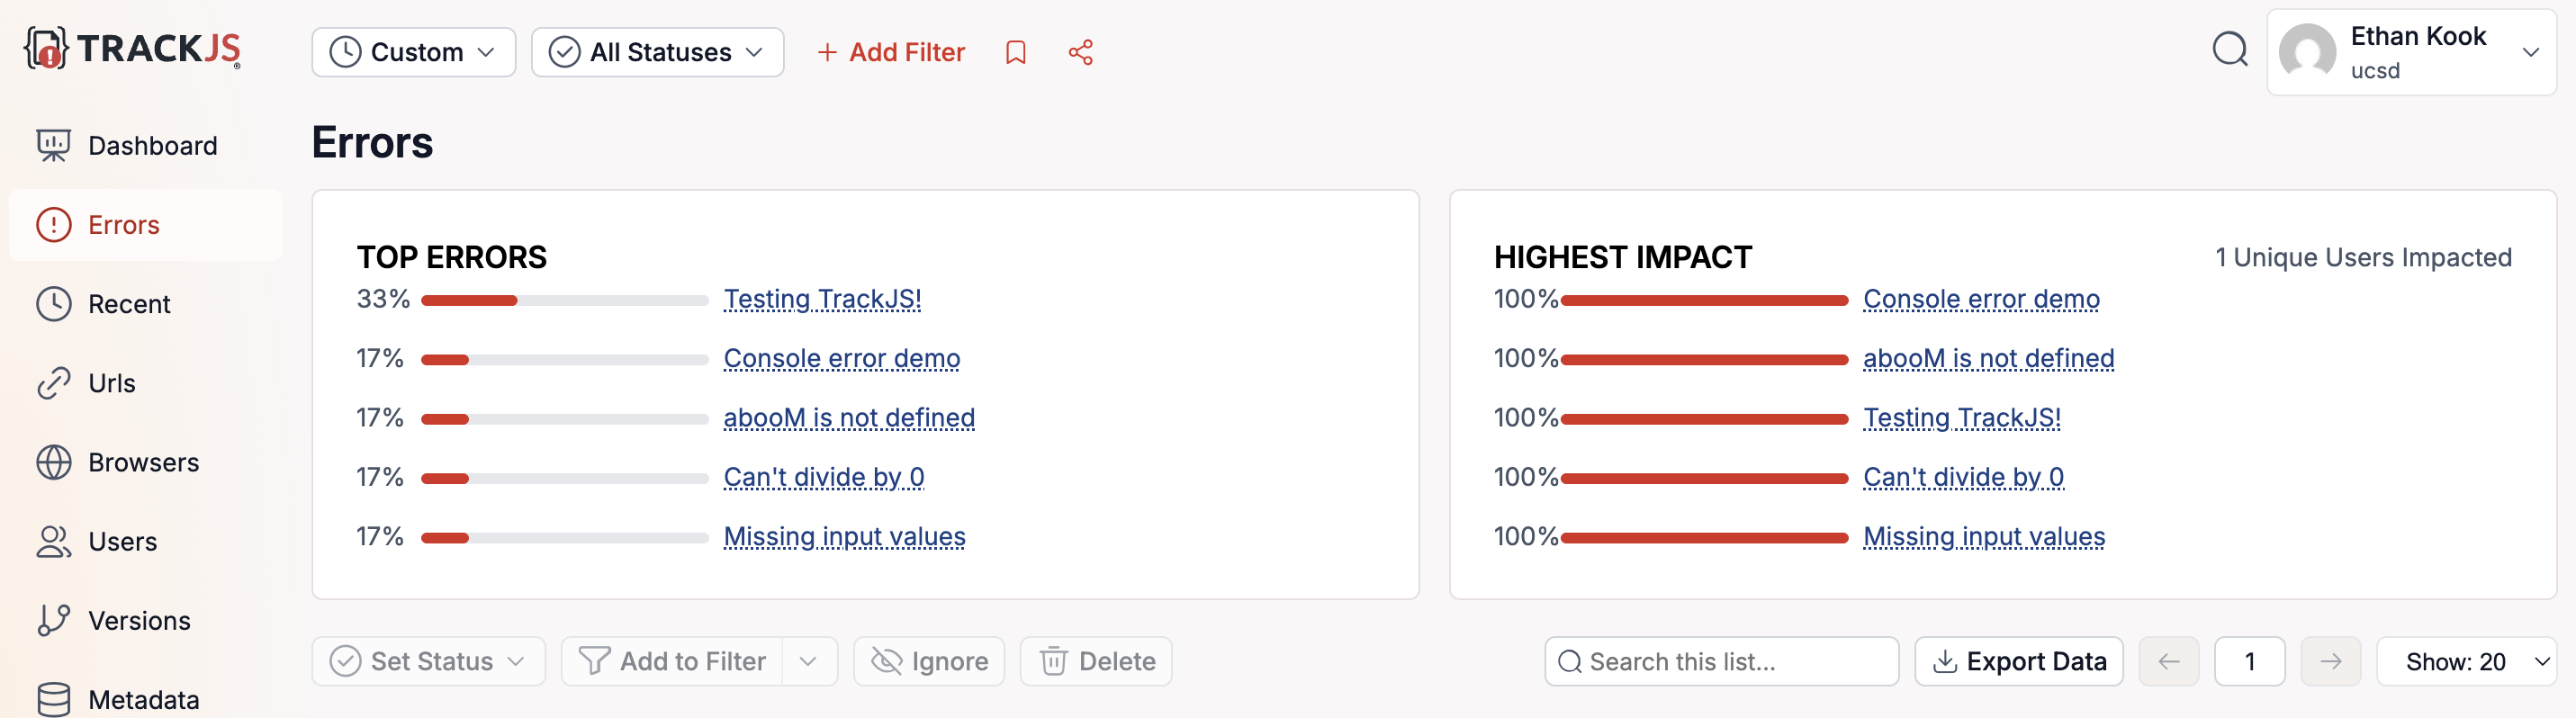 TRACKJS
Custom
All Statuses
+ Add Filter
Ethan Kook
ucsd
Dashboard
Errors
Recent
Urls
Browsers
Users
Versions
Metadata
Errors
TOP ERRORS
33% Testing TrackJS!
17% Console error demo
17% abooM is not defined
17% Can't divide by 0
17% Missing input values
HIGHEST IMPACT
1 Unique Users Impacted
100% Console error demo
100% abooM is not defined
100% Testing TrackJS!
100% Can't divide by 0
100% Missing input values
Set Status
Add to Filter
Ignore
Delete
Search this list...
Export Data
1
Show: 20